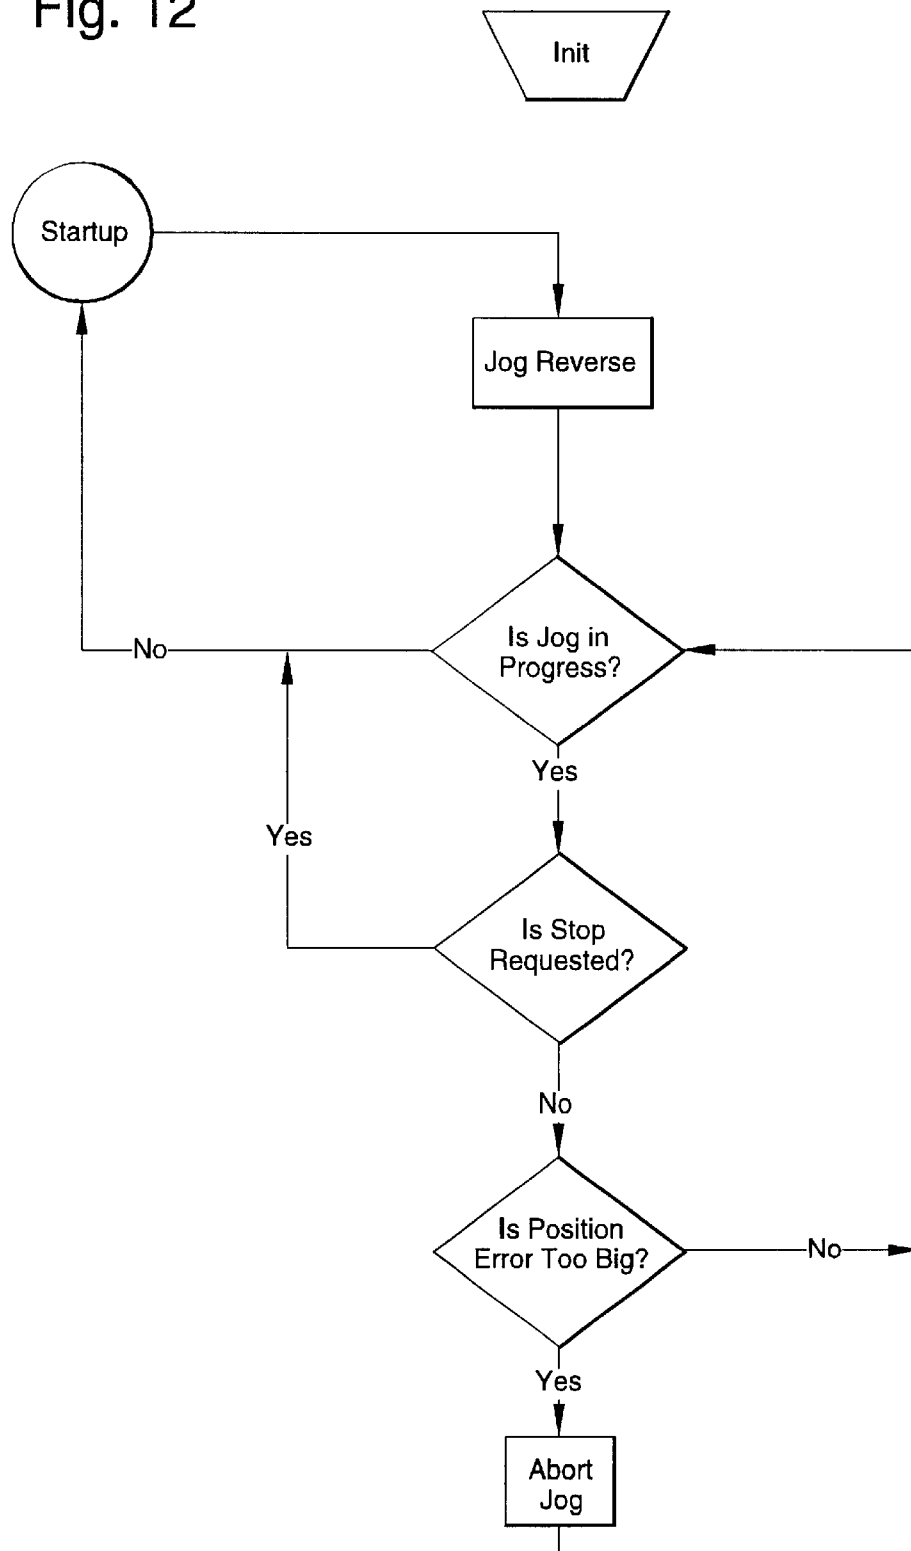 Fig. 12
Init
Startup
Jog Reverse
Is Jog in
Progress?
No
Yes
Yes
Is Stop
Requested?
No
Is Position
Error Too Big?
No
Yes
Abort
Jog